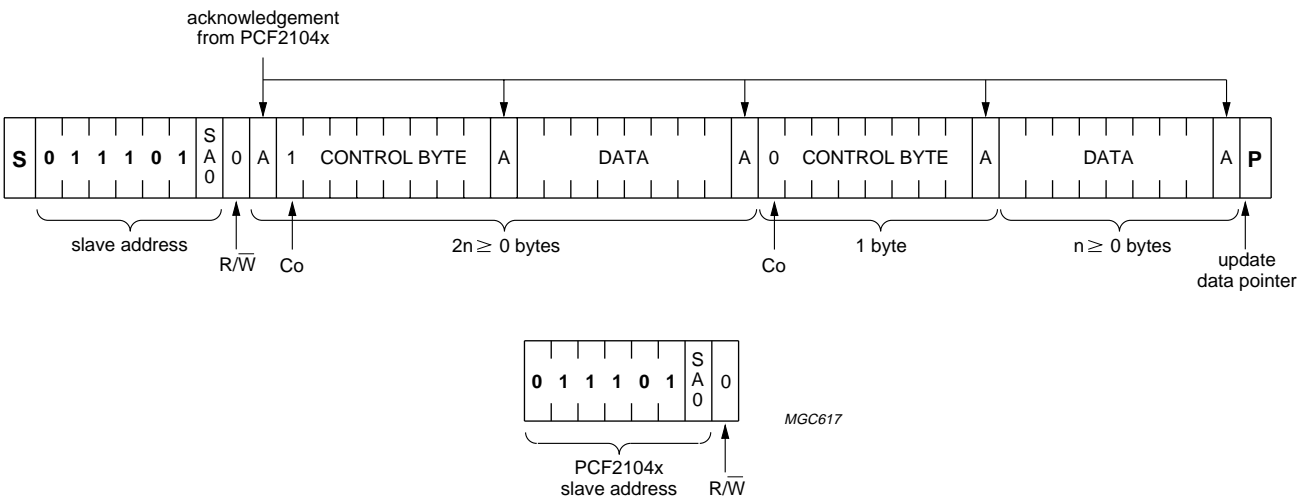 acknowledgement
from PCF2104x
S 0 1 1 1 0 1 SA0 0 A 1 CONTROL BYTE A DATA A 0 CONTROL BYTE A DATA A P
slave address
R/W̅
Co
2n ≥ 0 bytes
Co
1 byte
n ≥ 0 bytes
update
data pointer
0 1 1 1 0 1 SA0 0
MGC617
PCF2104x
slave address
R/W̅